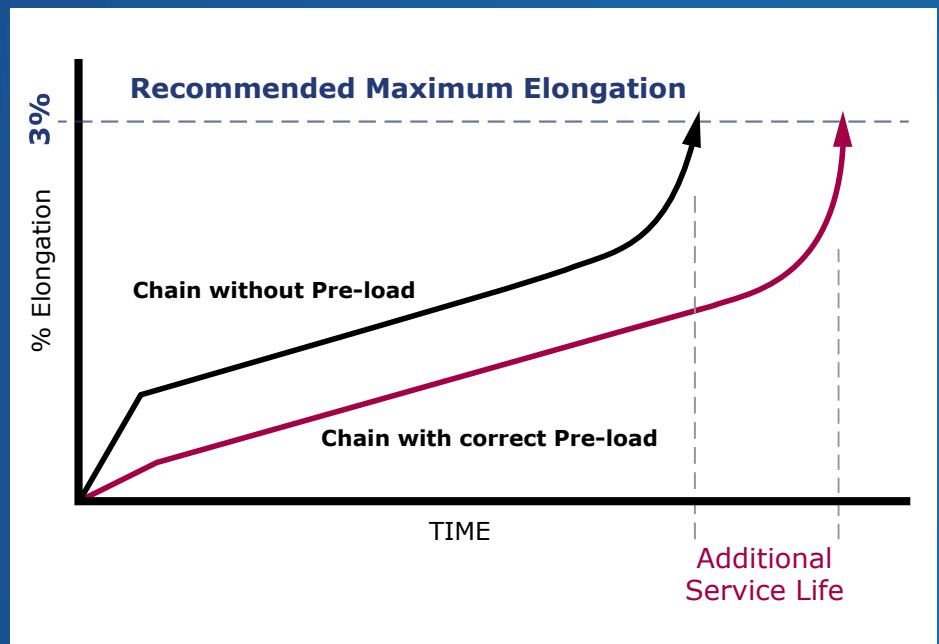 Recommended Maximum Elongation
3%
% Elongation
Chain without Pre-load
Chain with correct Pre-load
TIME
Additional
Service Life